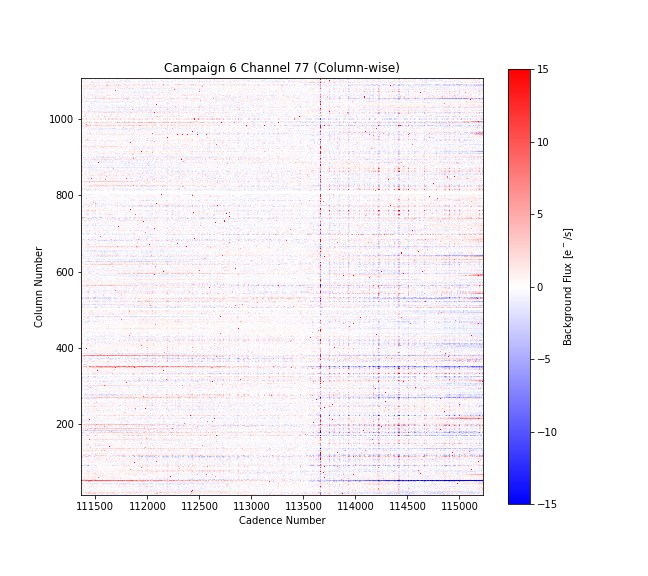 Campaign 6 Channel 77 (Column-wise)
1000
800
600
400
200
Column Number
111500 112000 112500 113000 113500 114000 114500 115000
Cadence Number
15
10
5
0
−5
−10
−15
Background Flux [e⁻/s]